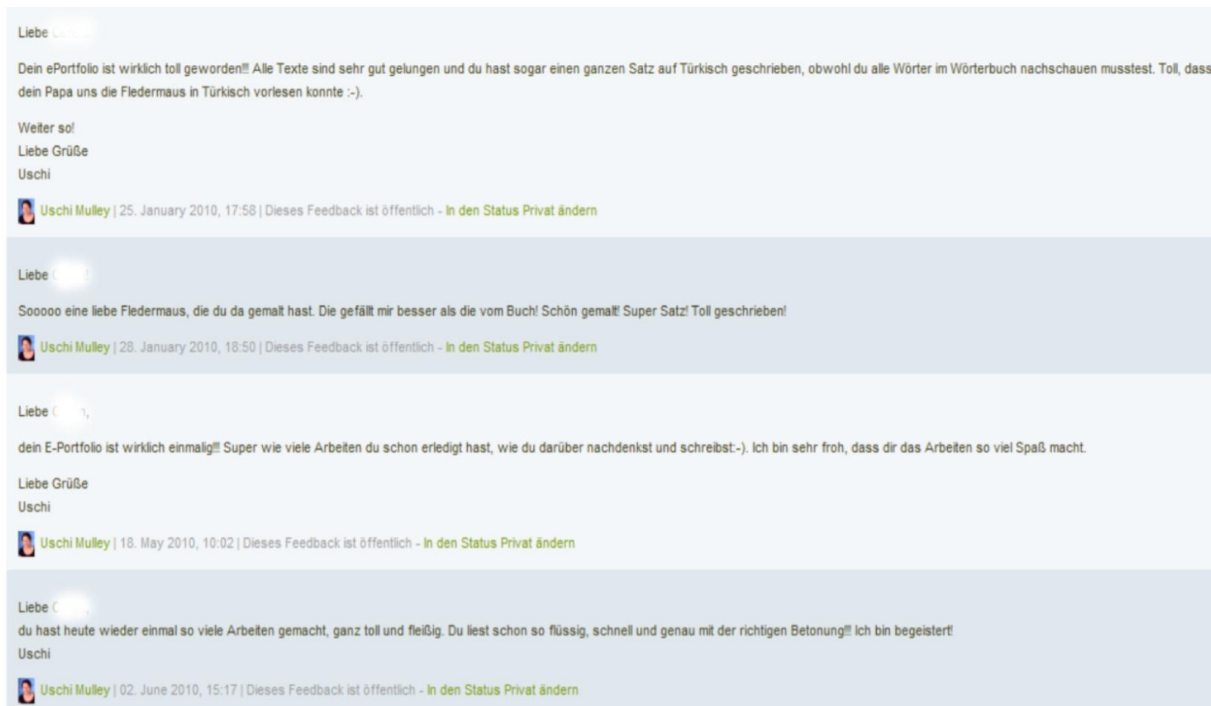 Liebe
Dein ePortfolio ist wirklich toll geworden!!! Alle Texte sind sehr gut gelungen und du hast sogar einen ganzen Satz auf Türkisch geschrieben, obwohl du alle Wörter im Wörterbuch nachschauen musstest. Toll, dass
dein Papa uns die Fledermaus in Türkisch vorlesen konnte :-).
Weiter so!
Liebe Grüße
Uschi
Uschi Mulley | 25. January 2010, 17:58 | Dieses Feedback ist öffentlich - In den Status Privat ändern
Liebe
Sooooo eine liebe Fledermaus, die du da gemalt hast. Die gefällt mir besser als die vom Buch! Schön gemalt! Super Satz! Toll geschrieben!
Uschi Mulley | 28. January 2010, 18:50 | Dieses Feedback ist öffentlich - In den Status Privat ändern
Liebe
dein E-Portfolio ist wirklich einmalig!!! Super wie viele Arbeiten du schon erledigt hast, wie du darüber nachdenkst und schreibst:-). Ich bin sehr froh, dass dir das Arbeiten so viel Spaß macht.
Liebe Grüße
Uschi
Uschi Mulley | 18. May 2010, 10:02 | Dieses Feedback ist öffentlich - In den Status Privat ändern
Liebe
du hast heute wieder einmal so viele Arbeiten gemacht, ganz toll und fleißig. Du liest schon so flüssig, schnell und genau mit der richtigen Betonung!!! Ich bin begeistert!
Uschi
Uschi Mulley | 02. June 2010, 15:17 | Dieses Feedback ist öffentlich - In den Status Privat ändern